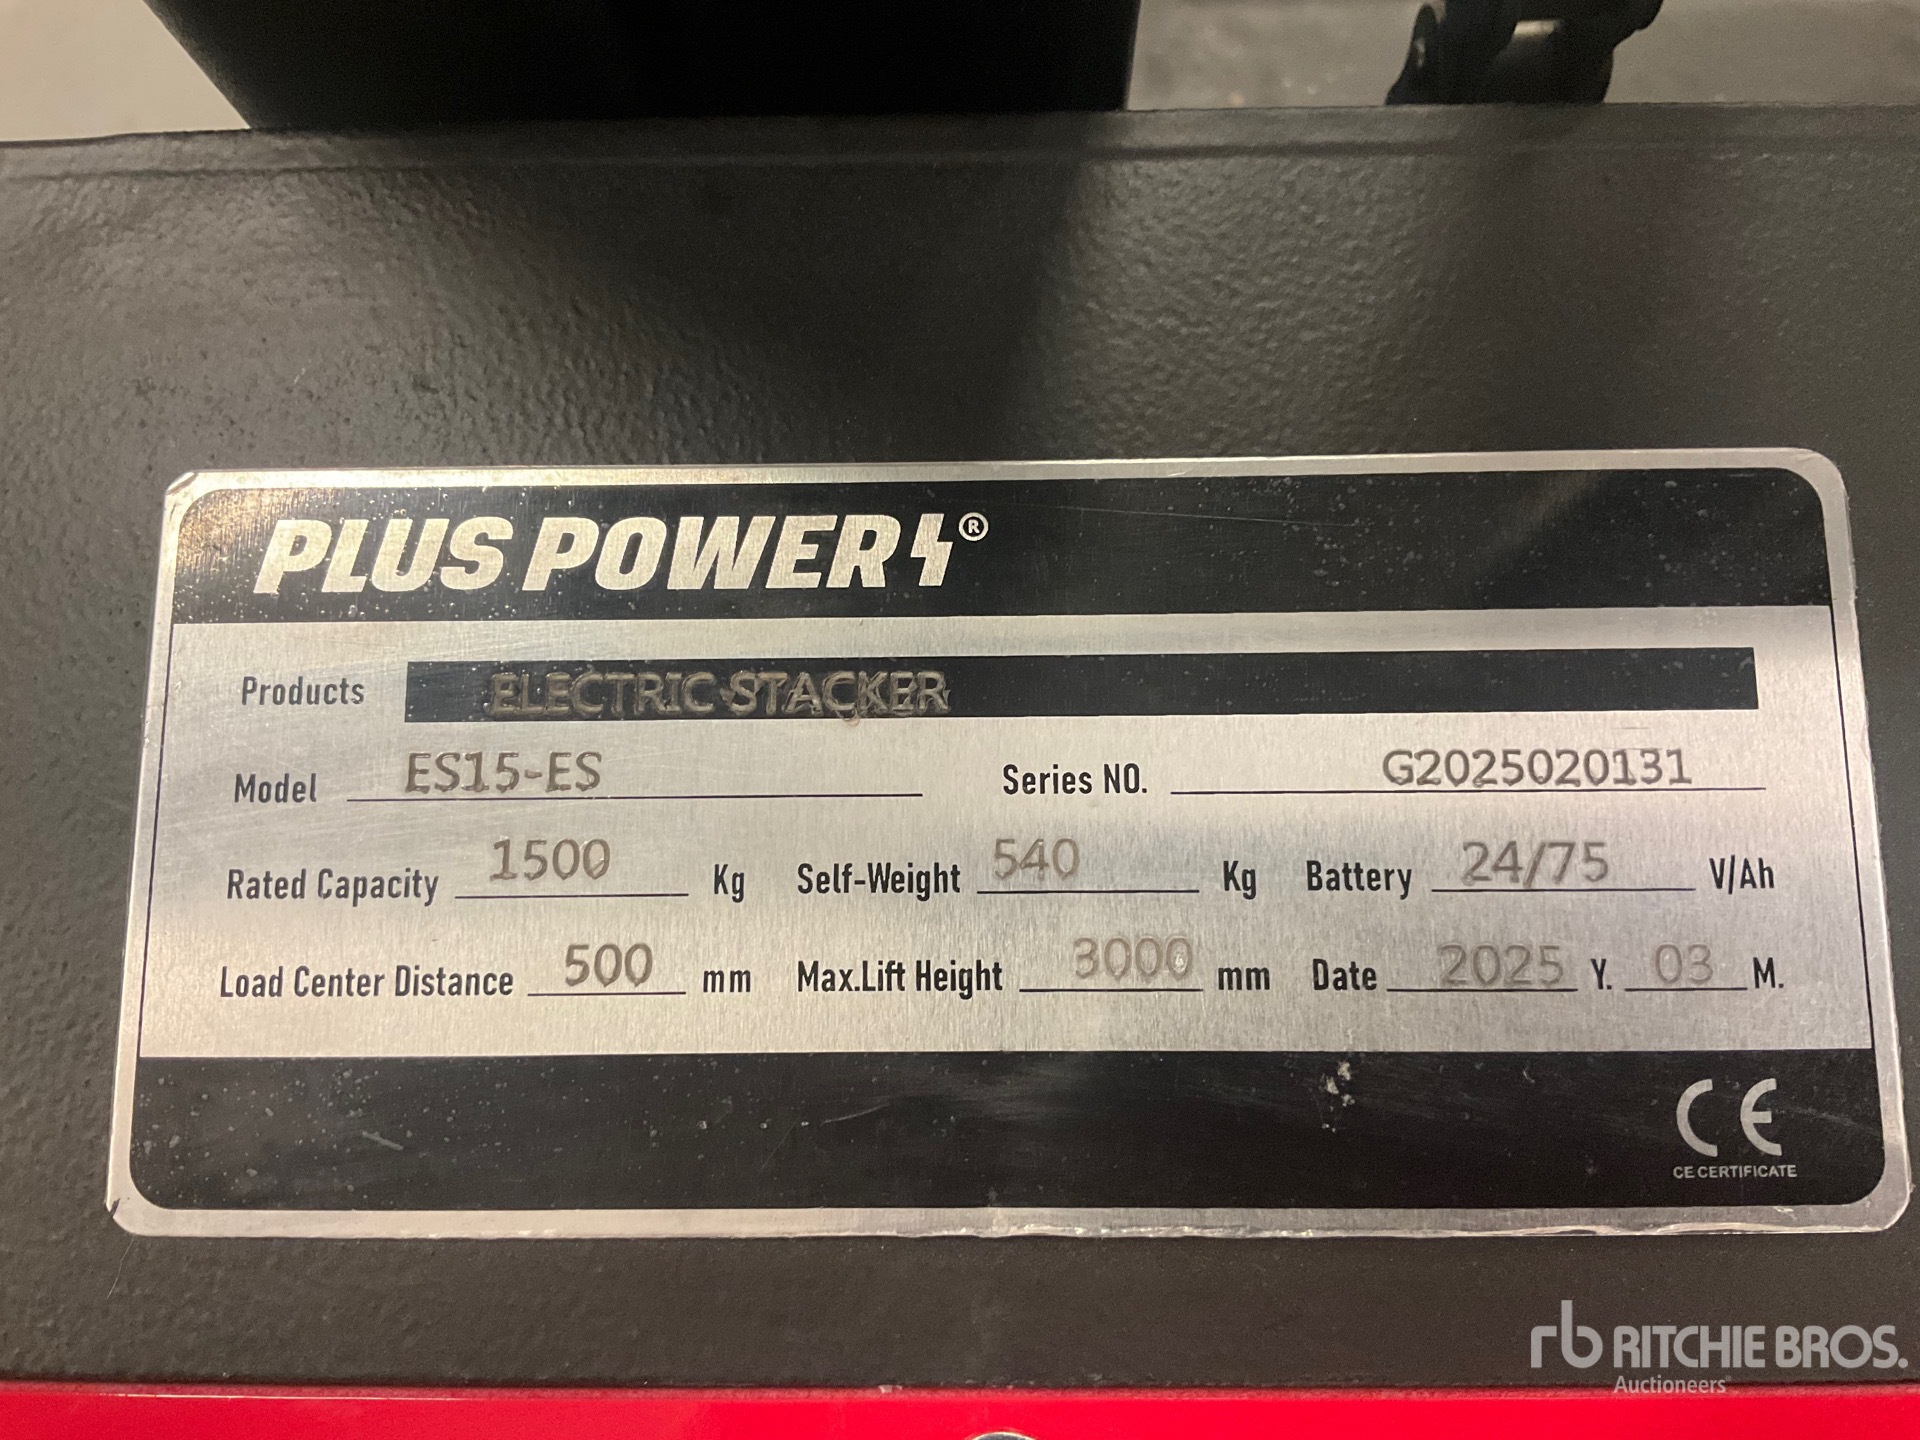 PLUS POWER®
Products ELECTRIC STACKER
Model ES15-ES Series NO. G2025020131
Rated Capacity 1500 Kg Self-Weight 540 Kg Battery 24/75 V/Ah
Load Center Distance 500 mm Max.Lift Height 3000 mm Date 2025 Y. 03 M.
CE
CE CERTIFICATE
rb RITCHIE BROS.
Auctioneers